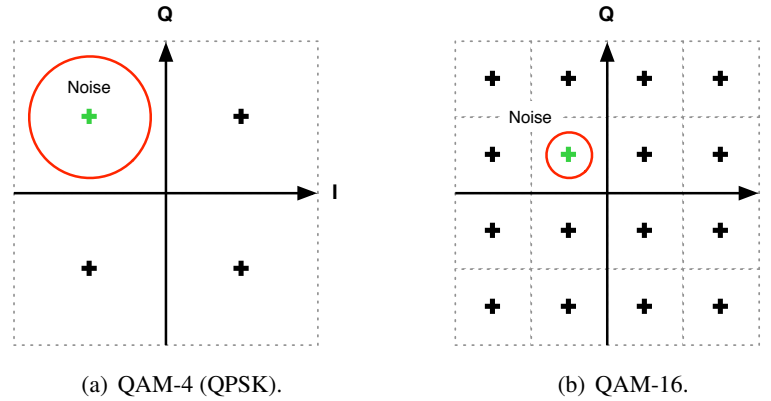 Q
Noise
I
(a) QAM-4 (QPSK).
Q
Noise
(b) QAM-16.